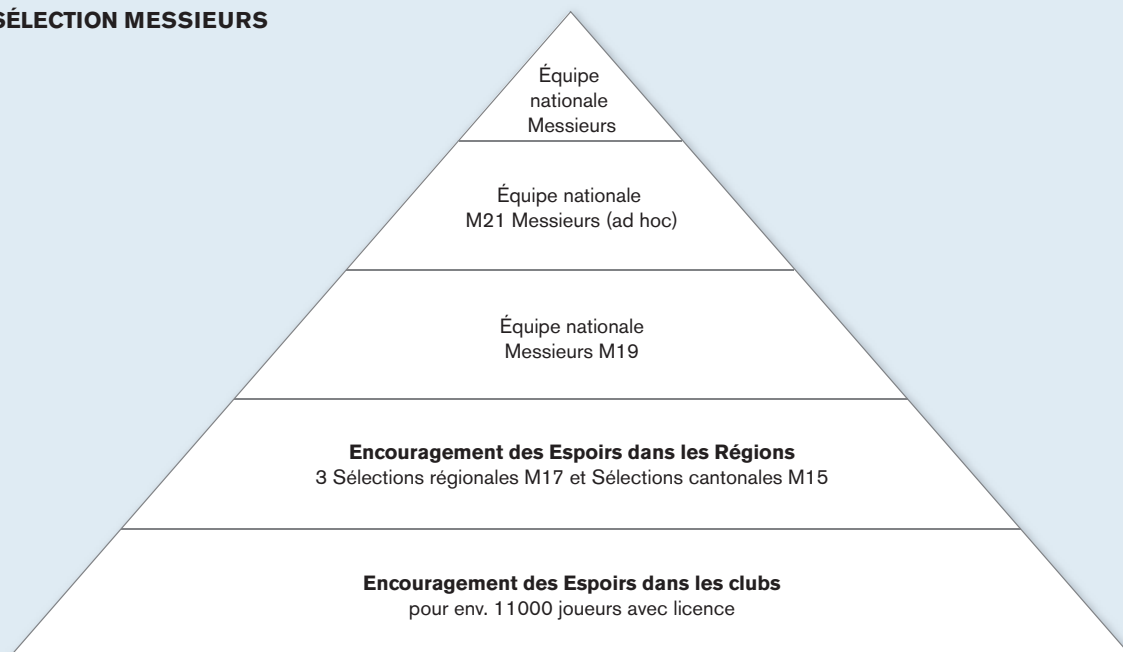 SÉLECTION MESSIEURS
Équipe
nationale
Messieurs
Équipe nationale
M21 Messieurs (ad hoc)
Équipe nationale
Messieurs M19
Encouragement des Espoirs dans les Régions
3 Sélections régionales M17 et Sélections cantonales M15
Encouragement des Espoirs dans les clubs
pour env. 11000 joueurs avec licence